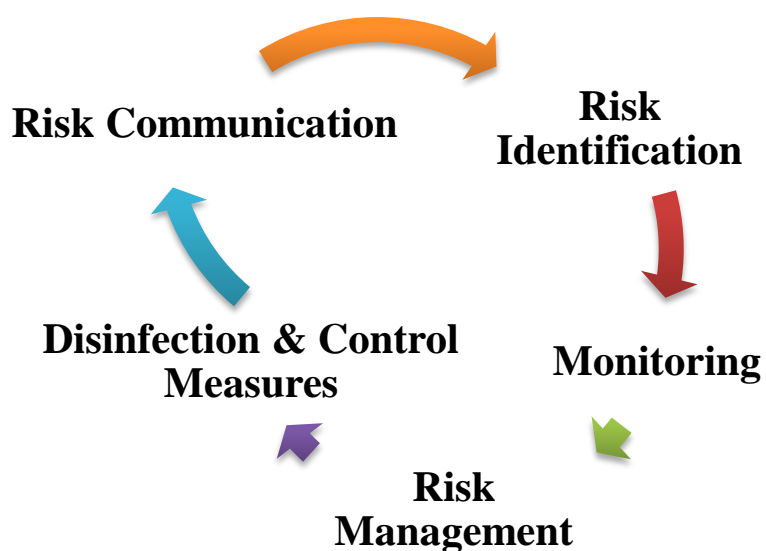 Risk Communication
Risk
Identification
Disinfection & Control
Measures
Monitoring
Risk
Management